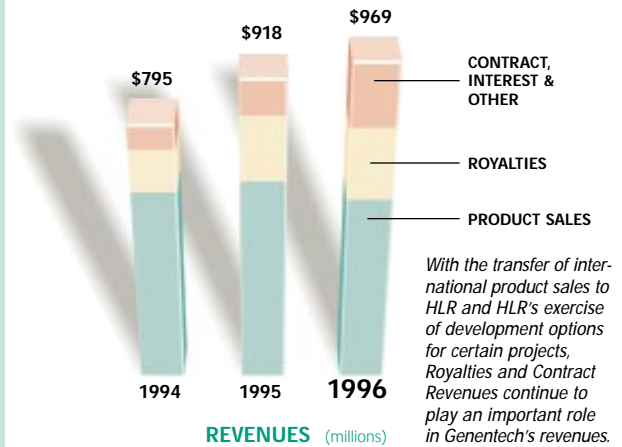 $969
$918
$795
CONTRACT,
INTEREST &
OTHER
ROYALTIES
PRODUCT SALES
With the transfer of inter-
national product sales to
HLR and HLR's exercise
of development options
for certain projects,
Royalties and Contract
Revenues continue to
play an important role
in Genentech's revenues.
1994 1995 1996
REVENUES (millions)